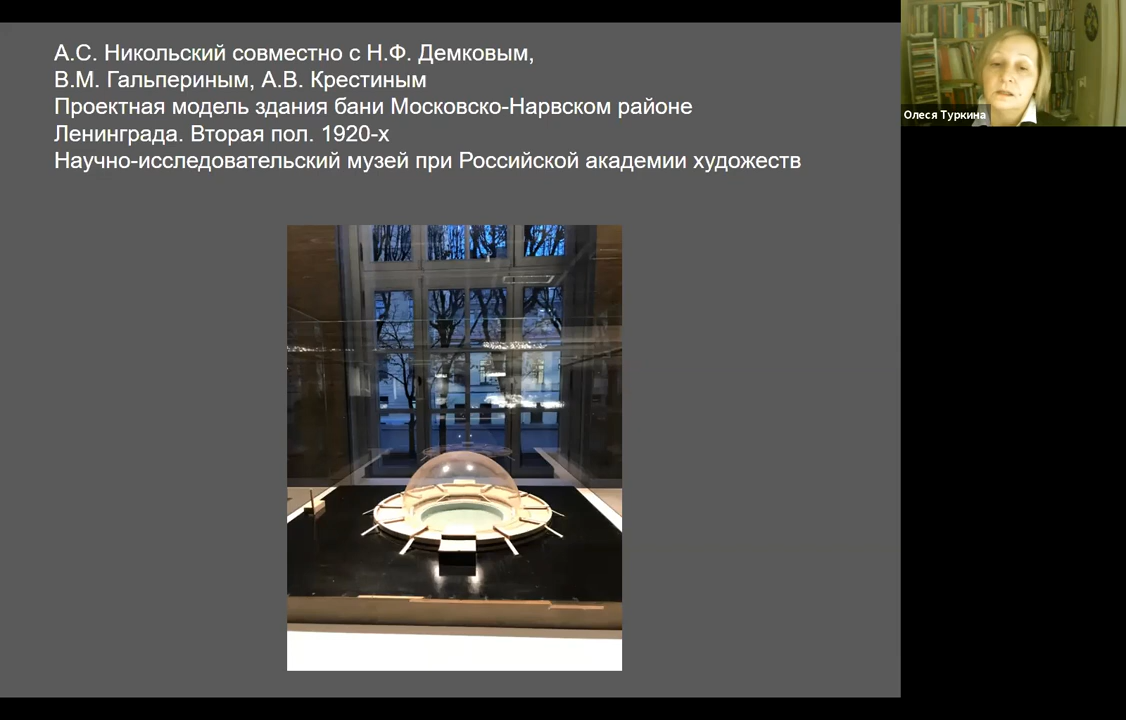 А.С. Никольский совместно с Н.Ф. Демковым,
В.М. Гальпериным, А.В. Крестиным
Проектная модель здания бани Московско-Нарвском районе
Ленинграда. Вторая пол. 1920-х
Научно-исследовательский музей при Российской академии художеств
Олеся Туркина